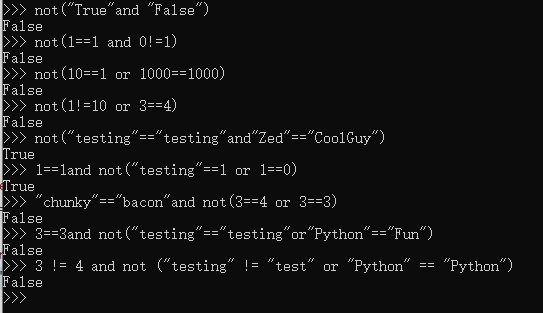 >>> not("True"and "False")
False
>>> not(1==1 and 0!=1)
False
>>> not(10==1 or 1000==1000)
False
>>> not(1!=10 or 3==4)
False
>>> not("testing"=="testing"and"Zed"=="CoolGuy")
True
>>> 1==1and not("testing"==1 or 1==0)
True
>>> "chunky"=="bacon"and not(3==4 or 3==3)
False
>>> 3==3and not("testing"=="testing"or"Python"=="Fun")
False
>>> 3 != 4 and not ("testing" != "test" or "Python" == "Python")
False
>>>